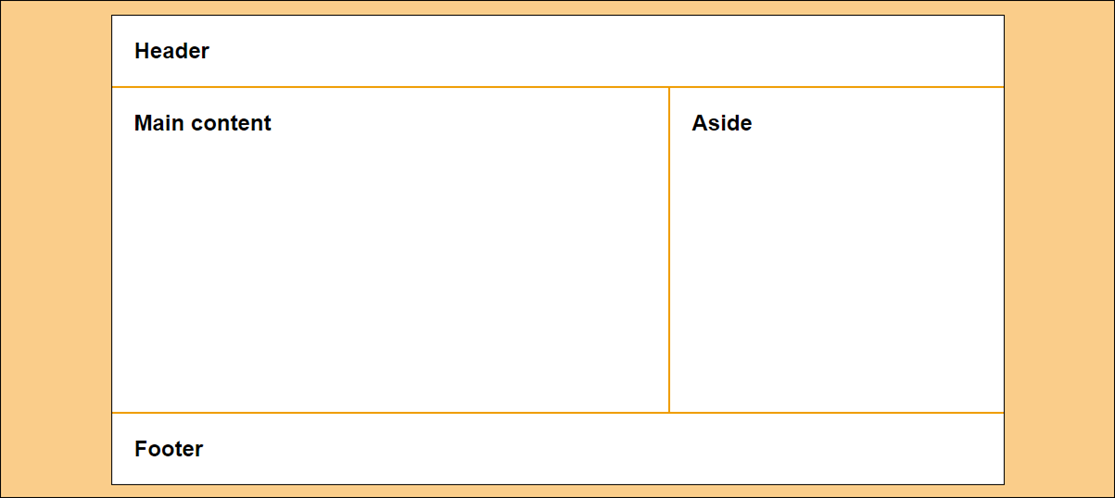 Header
Main content
Aside
Footer